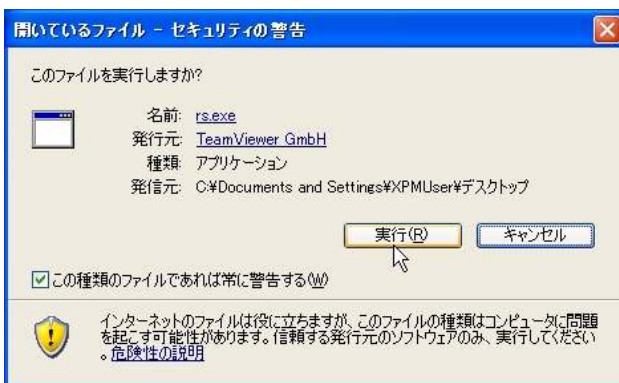 開いているファイル - セキュリティの警告
このファイルを実行しますか?
名前: rs.exe
発行元: TeamViewer GmbH
種類: アプリケーション
発信元: C:¥Documents and Settings¥XPMUser¥デスクトップ
実行(R) キャンセル
この種類のファイルであれば常に警告する(W)
インターネットのファイルは役に立ちますが、このファイルの種類はコンピュータに問題
を起こす可能性があります。信頼する発行元のソフトウェアのみ、実行してください
。危険性の説明